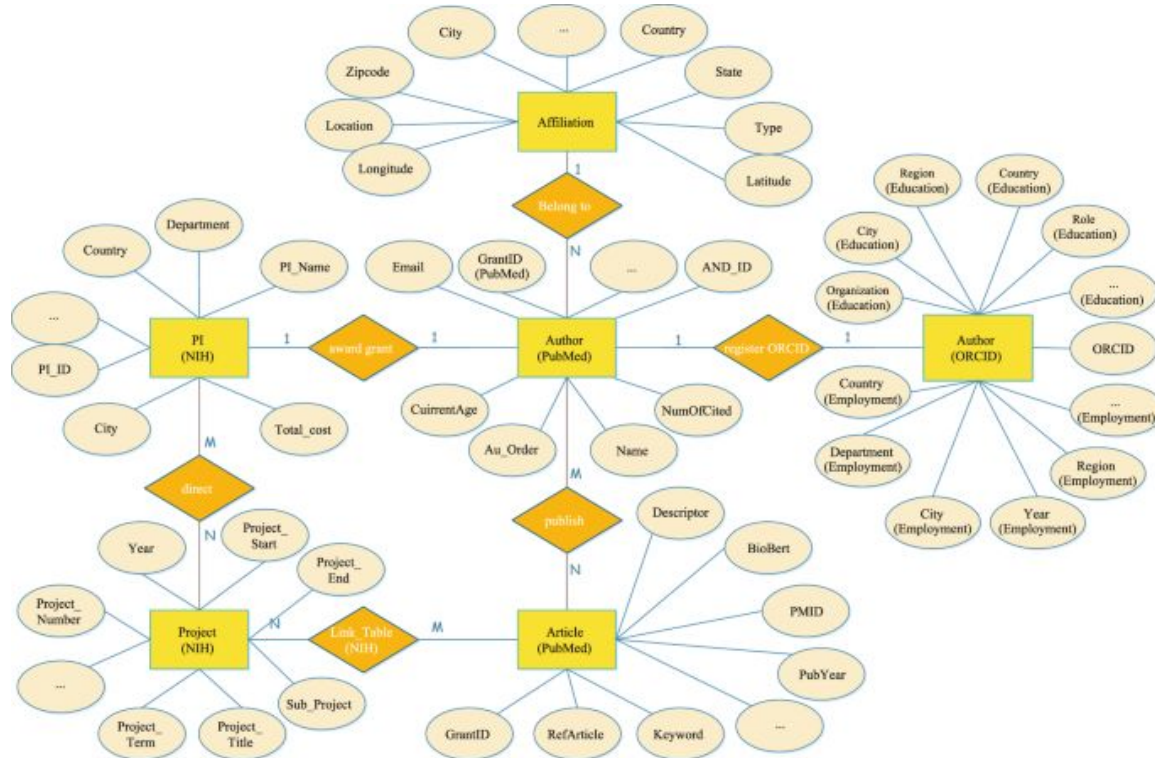 City
...
Country
Zipcode
State
Affiliation
Location
Type
Longitude
Latitude
1
Belong to
N
Region
(Education)
Country
(Education)
City
(Education)
Role
(Education)
Organization
(Education)
...
(Education)
Department
Country
PI_Name
Email
GrantID
(PubMed)
...
AND_ID
...
PI
(NIH)
1
award grant
1
Author
(PubMed)
1
register ORCID
1
Author
(ORCID)
ORCID
PI_ID
City
Total_cost
CuirrentAge
Au_Order
Name
NumOfCited
Country
(Employment)
...
(Employment)
Department
(Employment)
Region
(Employment)
City
(Employment)
Year
(Employment)
M
direct
N
M
publish
N
Year
Project_
Start
Project_
End
Project_
Number
Project
(NIH)
N
Link_Table
(NIH)
M
Article
(PubMed)
Descriptor
BioBert
PMID
PubYear
...
...
Project_
Term
Project_
Title
Sub_Project
GrantID
RefArticle
Keyword